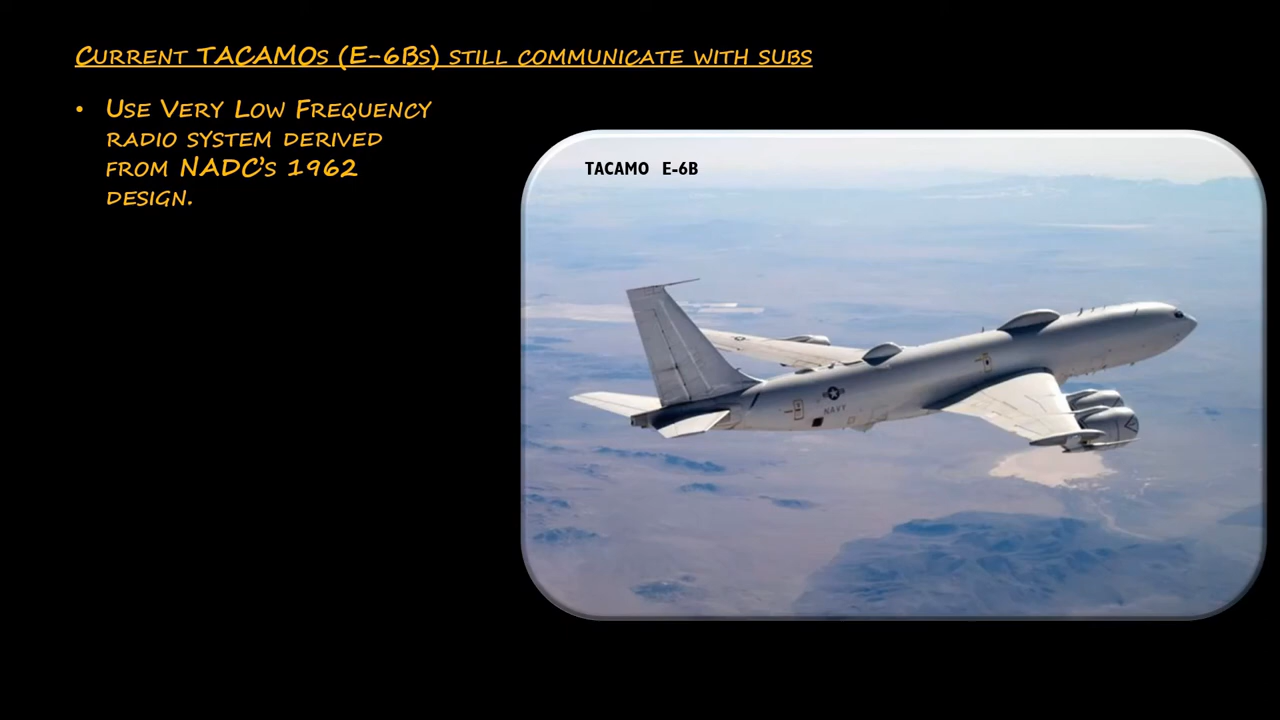 Current TACAMOs (E-6Bs) still communicate with subs
• Use Very Low Frequency
radio system derived
from NADC's 1962
design.
TACAMO E-6B
NAVY